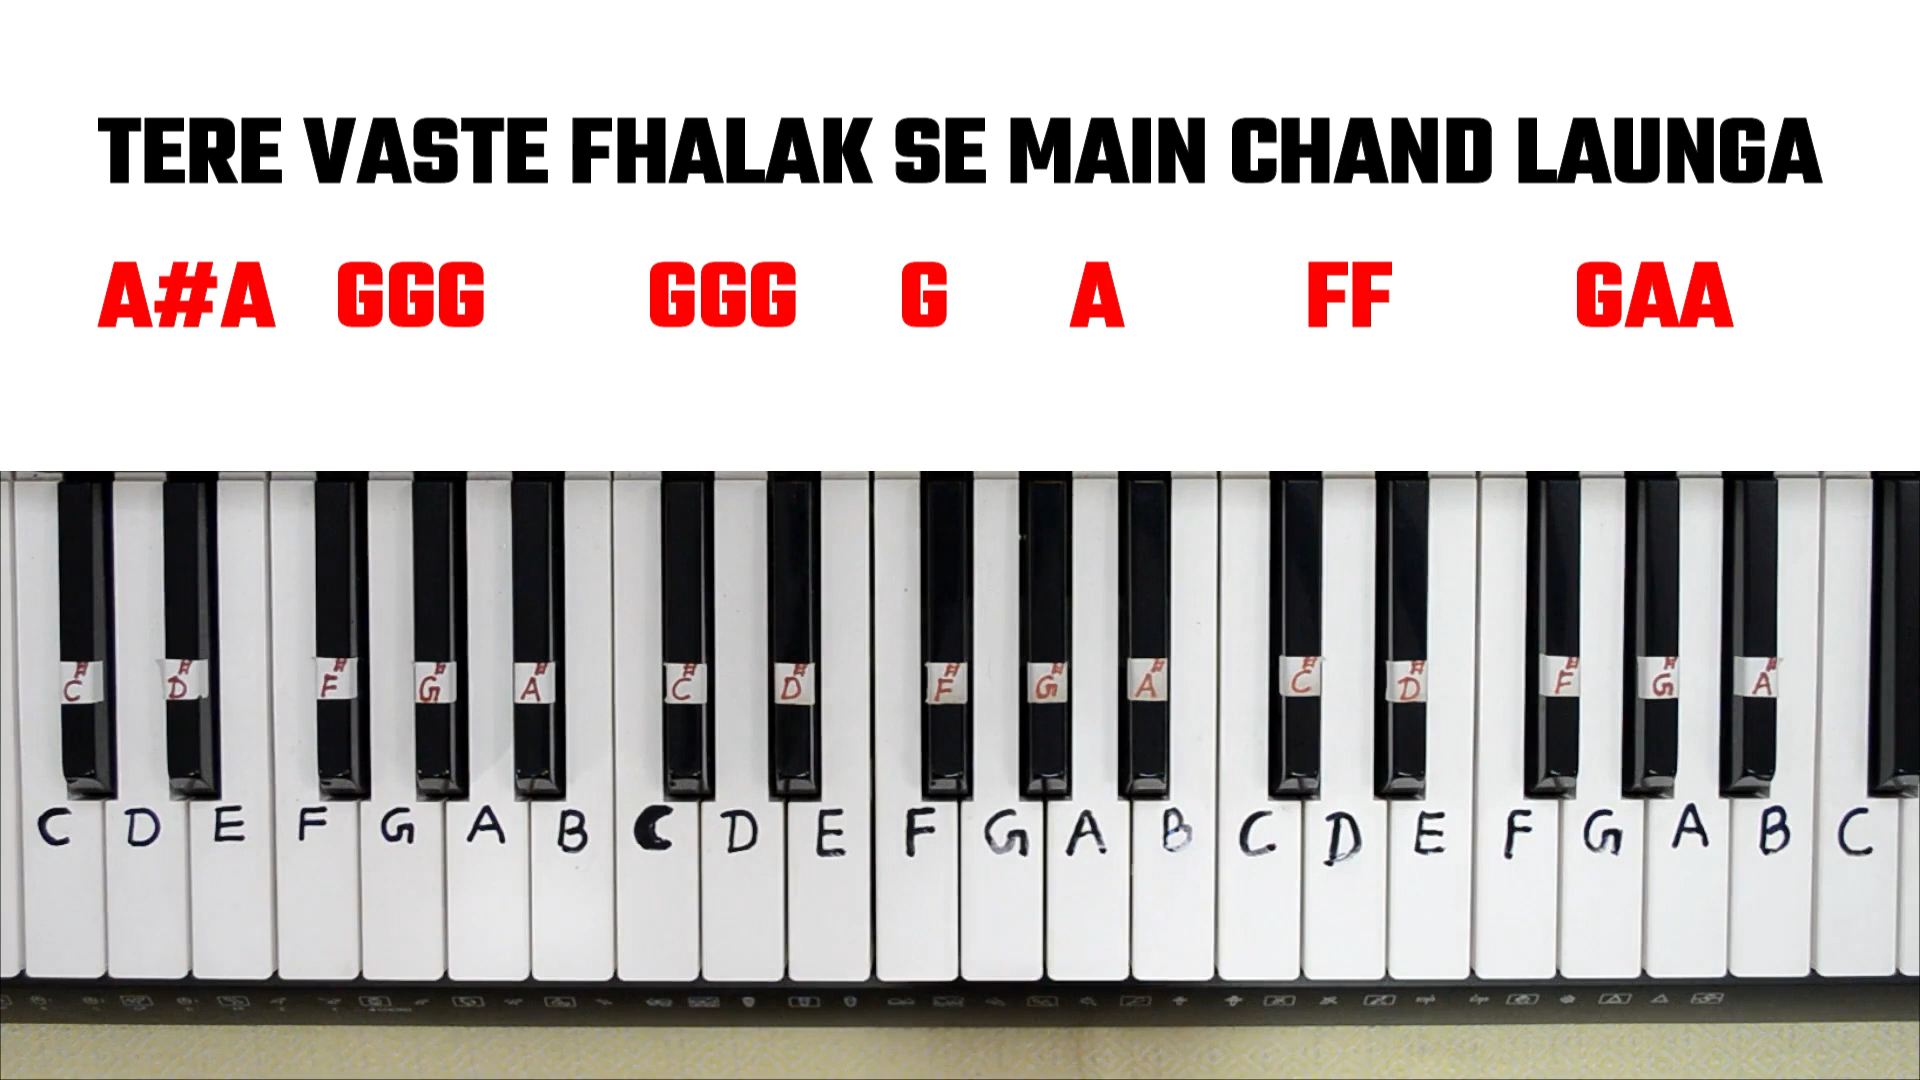 TERE VASTE FHALAK SE MAIN CHAND LAUNGA
A#A GGG GGG G A FF GAA
C# D# F# G# A# C# D# F# G# A# C# D# F# G# A#
C D E F G A B C D E F G A B C D E F G A B C